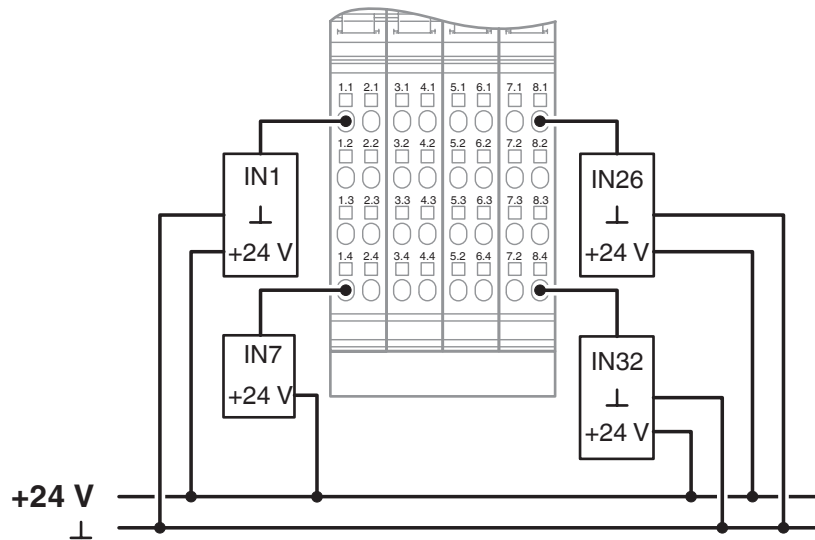 1.1 2.1 3.1 4.1 5.1 6.1 7.1 8.1
1.2 2.2 3.2 4.2 5.2 6.2 7.2 8.2
1.3 2.3 3.3 4.3 5.3 6.3 7.3 8.3
1.4 2.4 3.4 4.4 5.2 6.4 7.2 8.4
IN1
⊥
+24 V
IN7
+24 V
IN26
⊥
+24 V
IN32
⊥
+24 V
+24 V
⊥